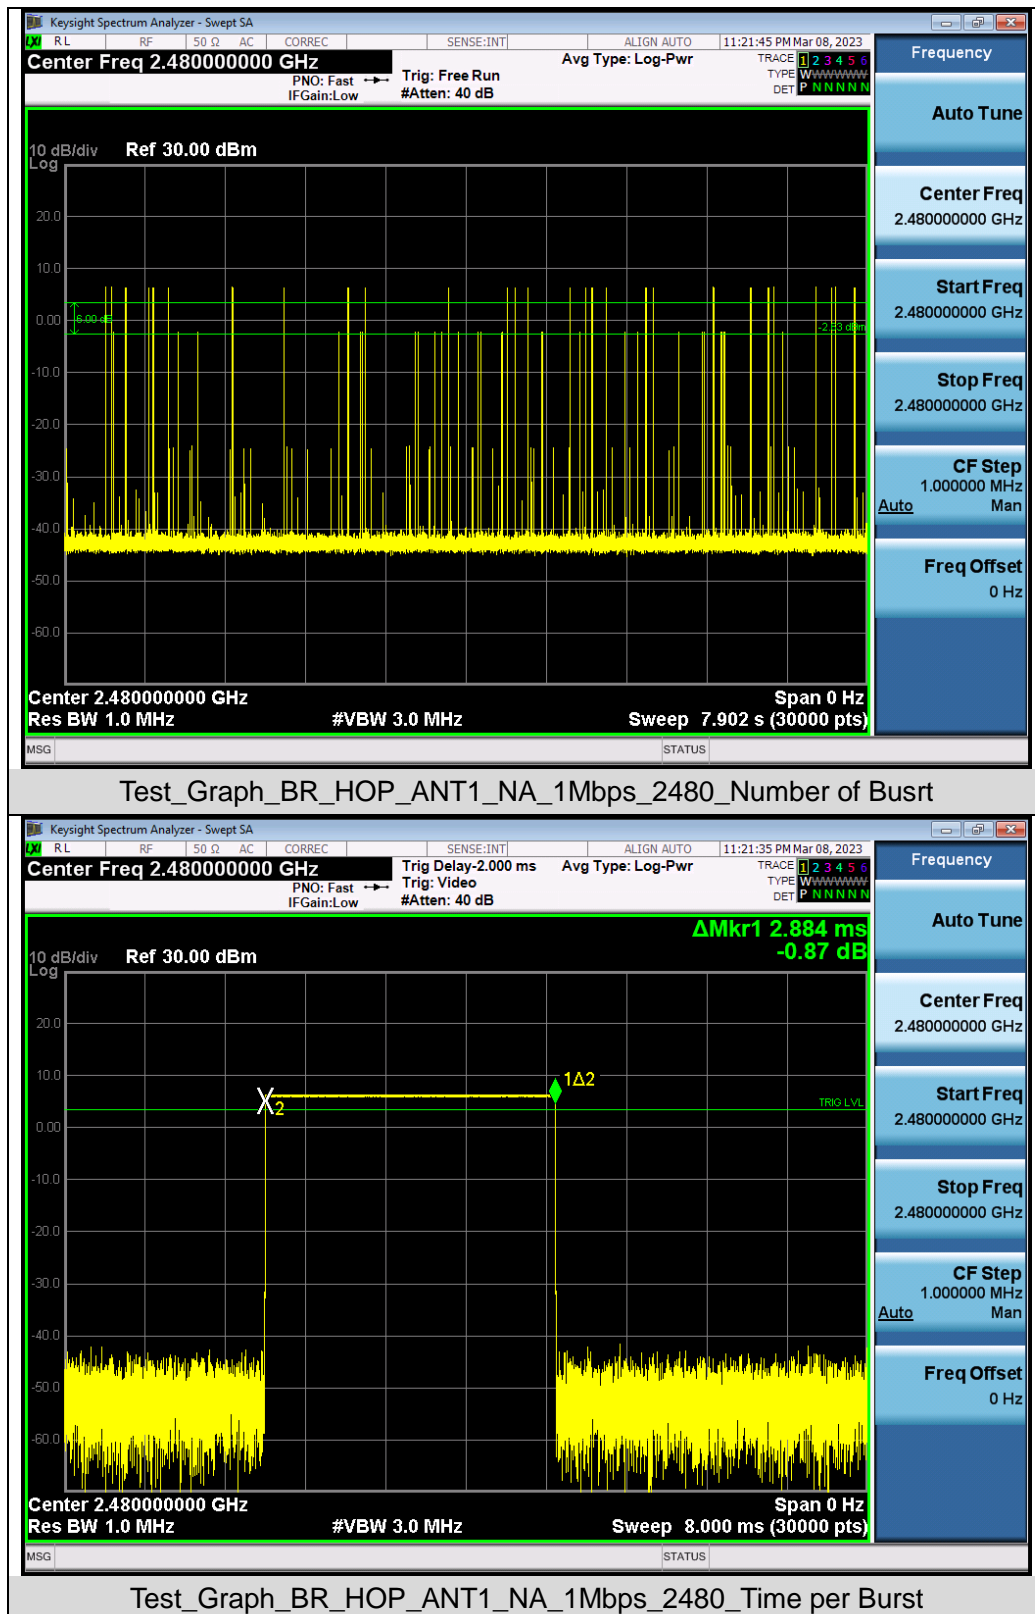 Keysight Spectrum Analyzer - Swept SA
LXI RL RF 50 Ω AC CORREC SENSE:INT ALIGN AUTO 11:21:45 PM Mar 08, 2023
Center Freq 2.480000000 GHz
PNO: Fast
IFGain:Low
Trig: Free Run
#Atten: 40 dB
Avg Type: Log-Pwr
TRACE 1 2 3 4 5 6
TYPE WWWWWW
DET P N N N N N
10 dB/div
Log
Ref 30.00 dBm
20.0
10.0
0.00
-10.0
-20.0
-30.0
-40.0
-50.0
-60.0
6.00 dB
Center 2.480000000 GHz
Span 0 Hz
Res BW 1.0 MHz
#VBW 3.0 MHz
Sweep 7.902 s (30000 pts)
MSG
STATUS
Frequency
Auto Tune
Center Freq
2.480000000 GHz
Start Freq
2.480000000 GHz
Stop Freq
2.480000000 GHz
CF Step
1.000000 MHz
Auto Man
Freq Offset
0 Hz
Test_Graph_BR_HOP_ANT1_NA_1Mbps_2480_Number of Busrt
Keysight Spectrum Analyzer - Swept SA
LXI RL RF 50 Ω AC CORREC SENSE:INT ALIGN AUTO 11:21:35 PM Mar 08, 2023
Center Freq 2.480000000 GHz
PNO: Fast
IFGain:Low
Trig Delay-2.000 ms
Trig: Video
#Atten: 40 dB
Avg Type: Log-Pwr
TRACE 1 2 3 4 5 6
TYPE WWWWWW
DET P N N N N N
ΔMkr1 2.884 ms
-0.87 dB
10 dB/div
Log
Ref 30.00 dBm
20.0
10.0
0.00
-10.0
-20.0
-30.0
-40.0
-50.0
-60.0
X2
1Δ2
TRIG LVL
Center 2.480000000 GHz
Span 0 Hz
Res BW 1.0 MHz
#VBW 3.0 MHz
Sweep 8.000 ms (30000 pts)
MSG
STATUS
Frequency
Auto Tune
Center Freq
2.480000000 GHz
Start Freq
2.480000000 GHz
Stop Freq
2.480000000 GHz
CF Step
1.000000 MHz
Auto Man
Freq Offset
0 Hz
Test_Graph_BR_HOP_ANT1_NA_1Mbps_2480_Time per Burst